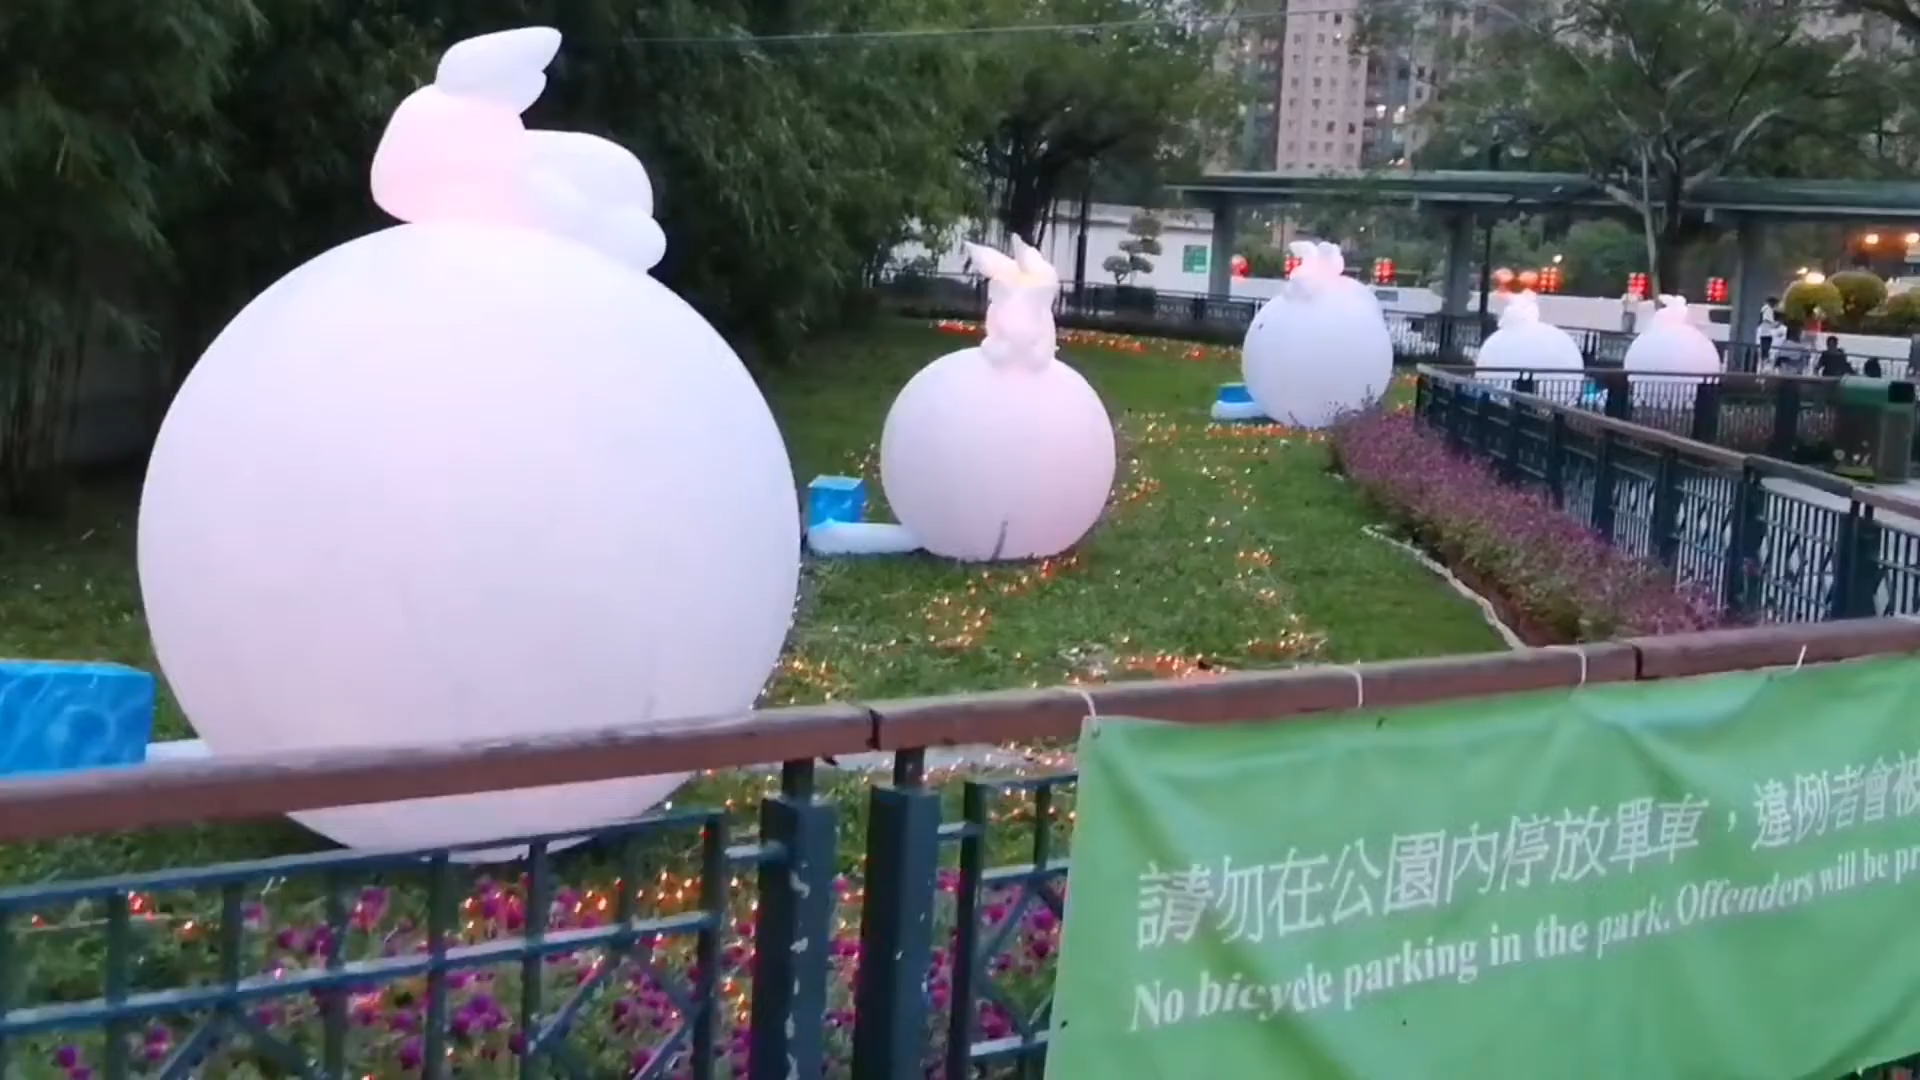 請勿在公園內停放單車，違例者會被
No bicycle parking in the park. Offenders will be pr